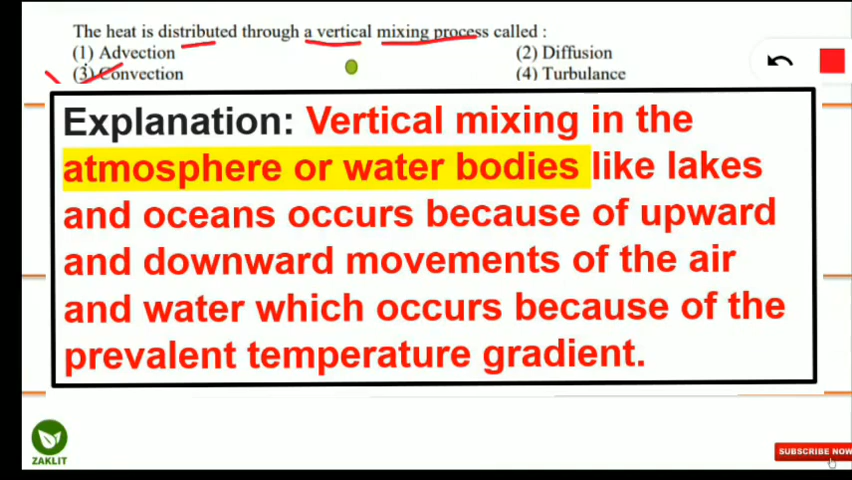 The heat is distributed through a vertical mixing process called :
(1) Advection (2) Diffusion
(3) Convection (4) Turbulance
Explanation: Vertical mixing in the
atmosphere or water bodies like lakes
and oceans occurs because of upward
and downward movements of the air
and water which occurs because of the
prevalent temperature gradient.
ZAKLIT
SUBSCRIBE NOW